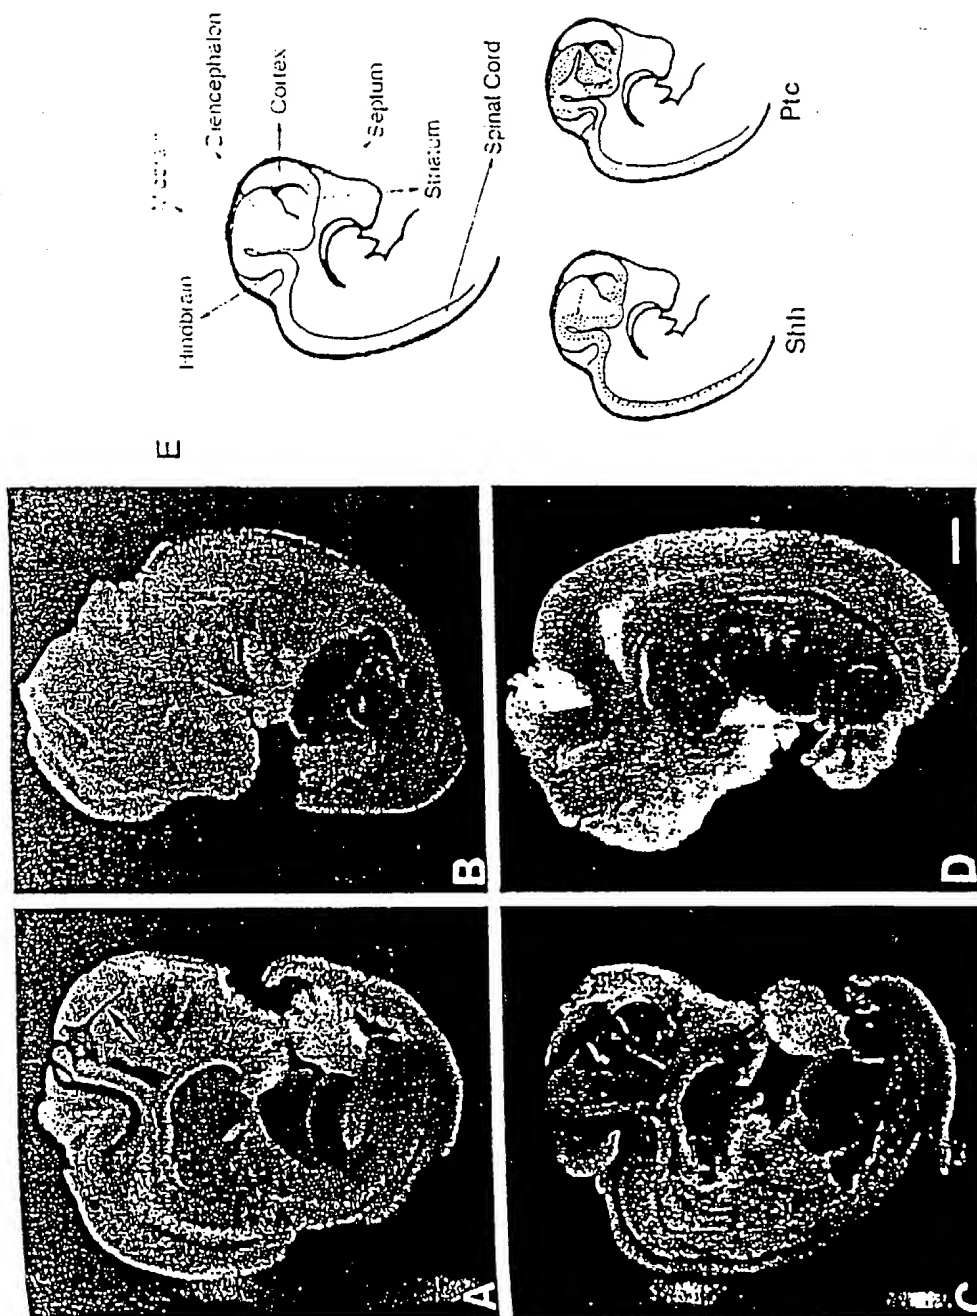 E
Hindbrain
Diencephalon
Cortex
Septum
Striatum
A
B
Spinal Cord
Shh
Ptc
C
D